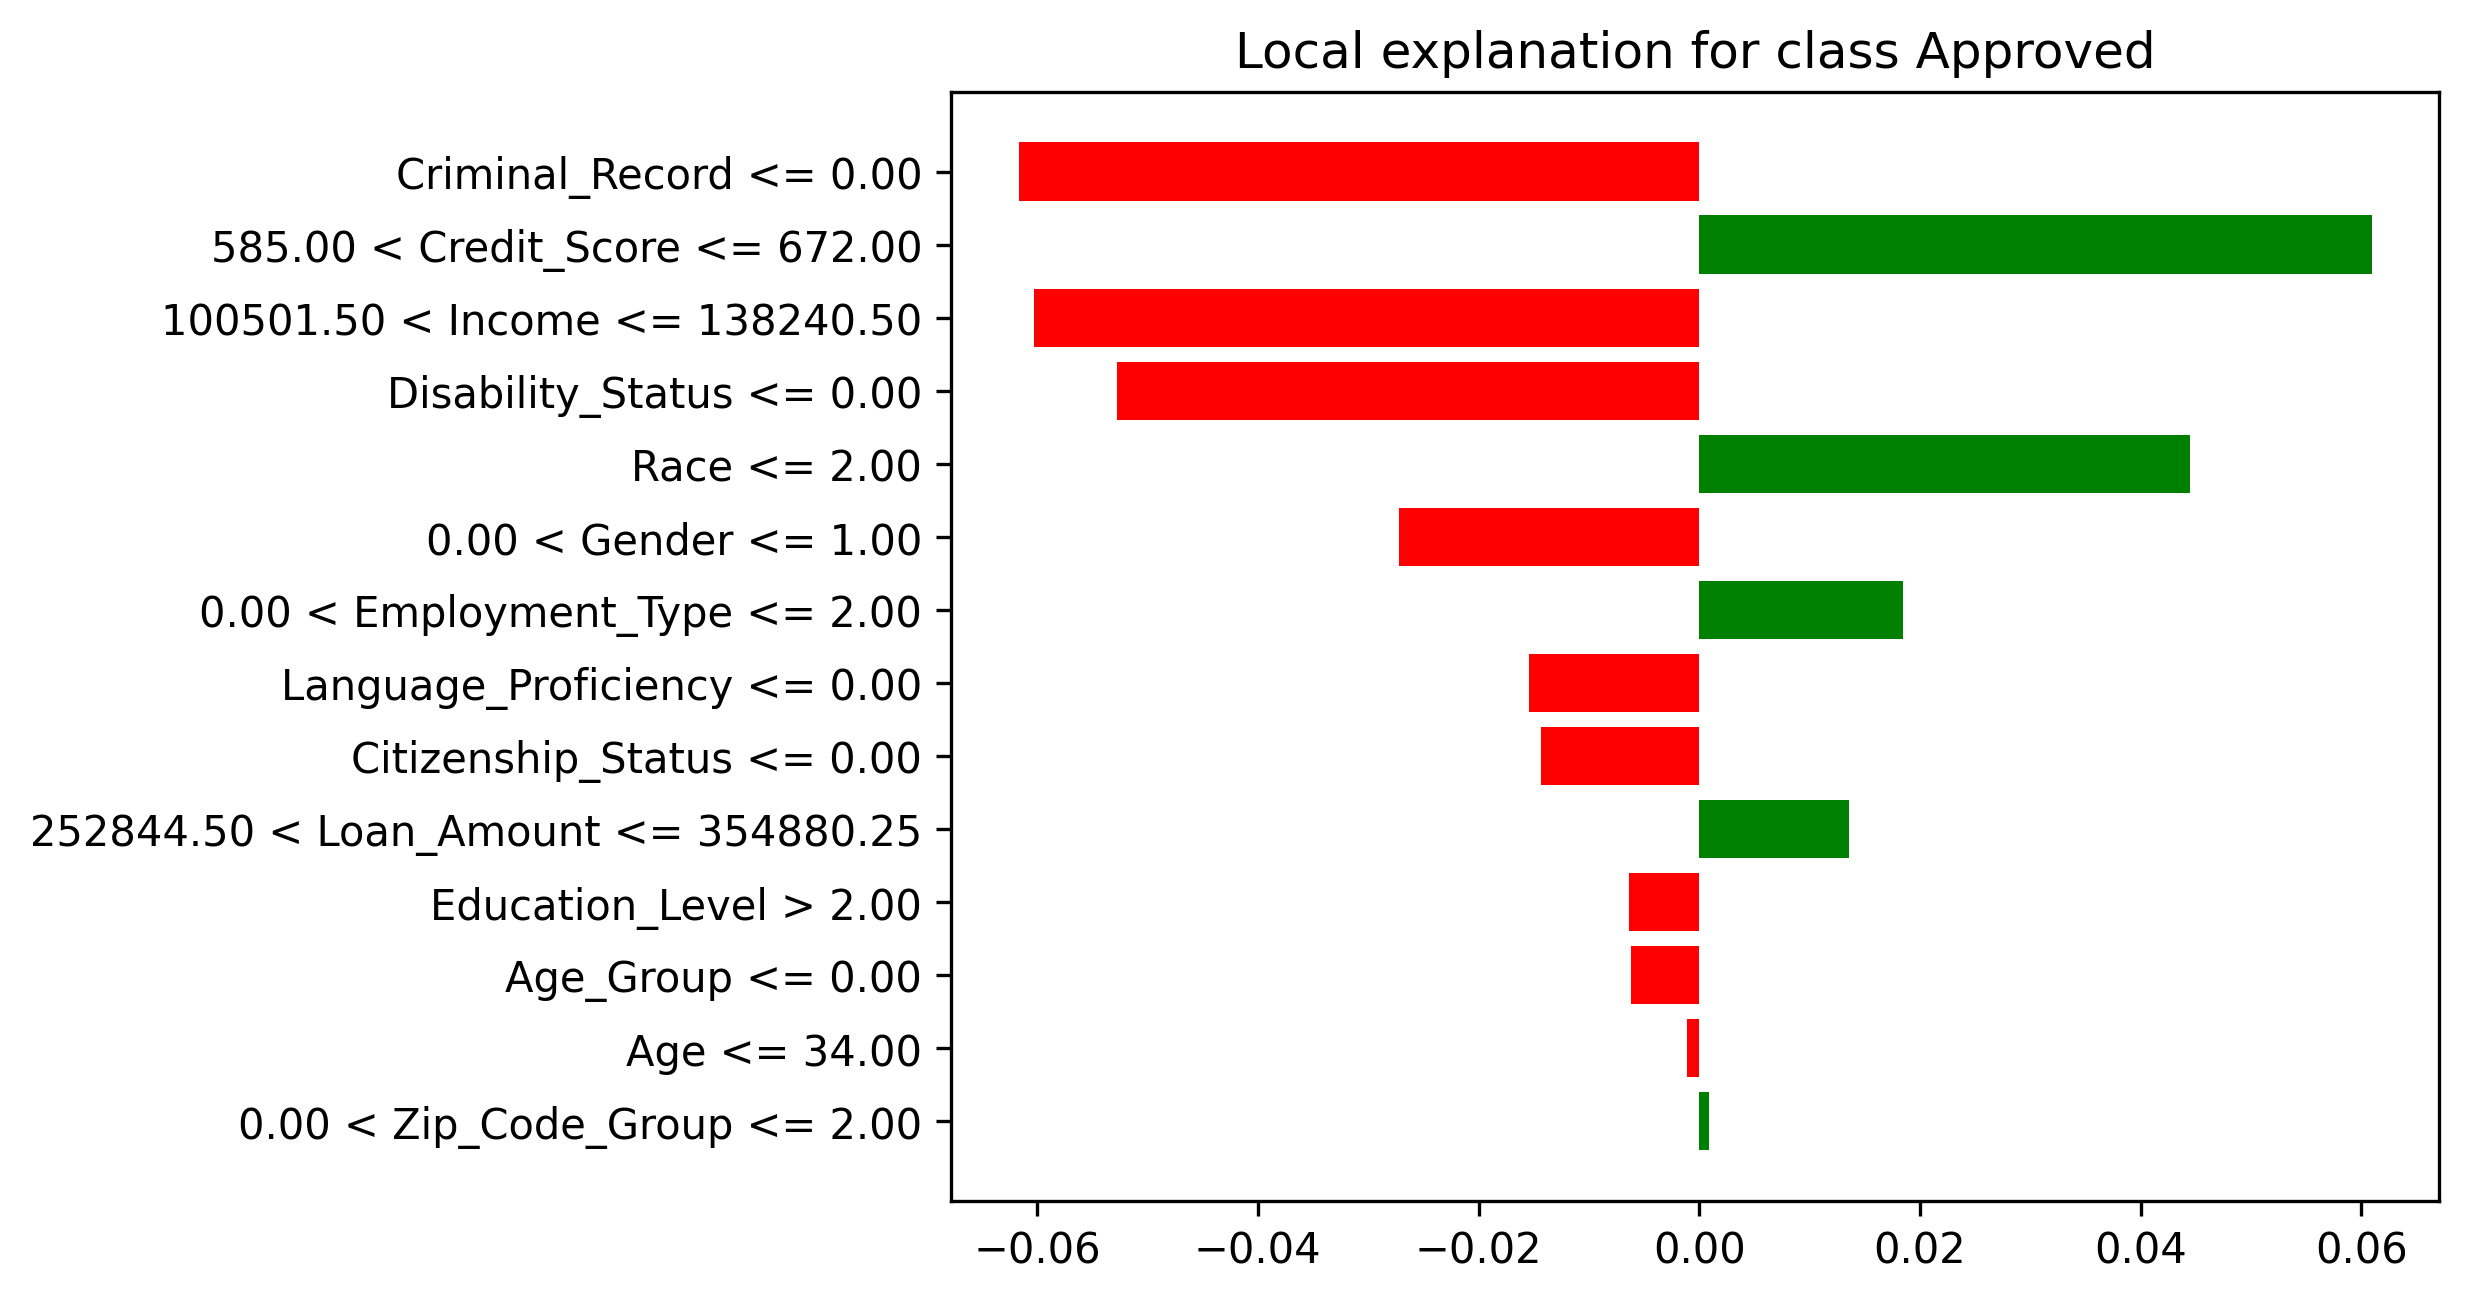 Local explanation for class Approved
Criminal_Record <= 0.00
585.00 < Credit_Score <= 672.00
100501.50 < Income <= 138240.50
Disability_Status <= 0.00
Race <= 2.00
0.00 < Gender <= 1.00
0.00 < Employment_Type <= 2.00
Language_Proficiency <= 0.00
Citizenship_Status <= 0.00
252844.50 < Loan_Amount <= 354880.25
Education_Level > 2.00
Age_Group <= 0.00
Age <= 34.00
0.00 < Zip_Code_Group <= 2.00
−0.06 −0.04 −0.02 0.00 0.02 0.04 0.06